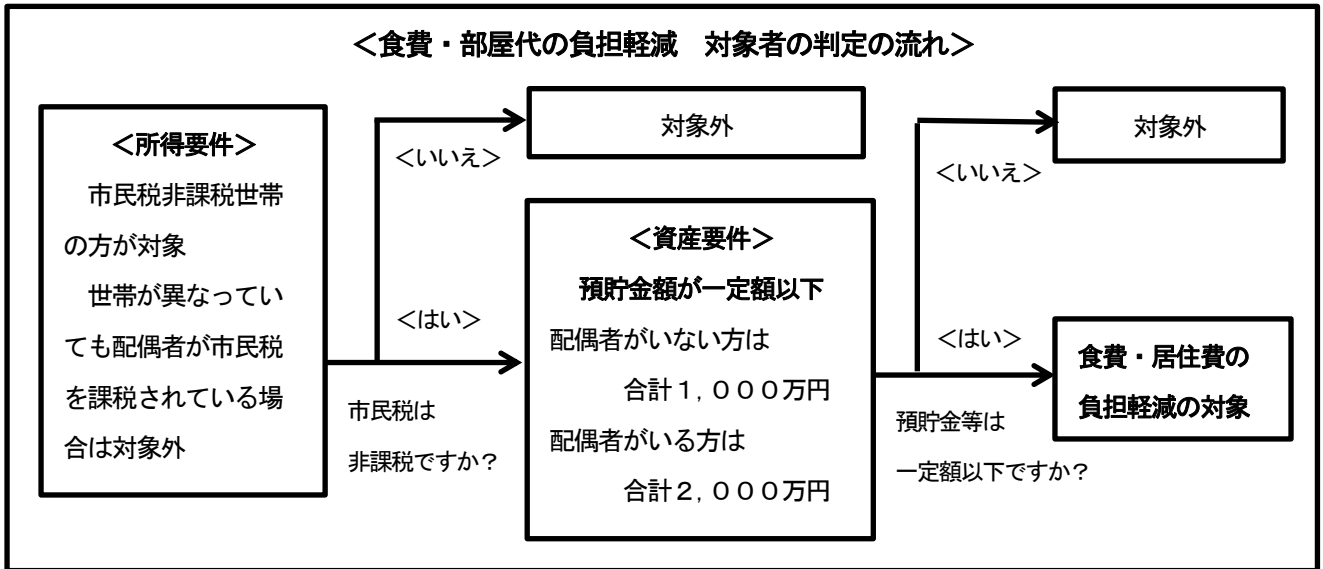 ＜食費・部屋代の負担軽減　対象者の判定の流れ＞
＜所得要件＞
市民税非課税世帯
の方が対象
世帯が異なってい
ても配偶者が市民税
を課税されている場
合は対象外
＜いいえ＞
対象外
＜はい＞
市民税は
非課税ですか？
＜資産要件＞
預貯金額が一定額以下
配偶者がいない方は
合計１，０００万円
配偶者がいる方は
合計２，０００万円
＜いいえ＞
対象外
＜はい＞
預貯金等は
一定額以下ですか？
食費・居住費の
負担軽減の対象